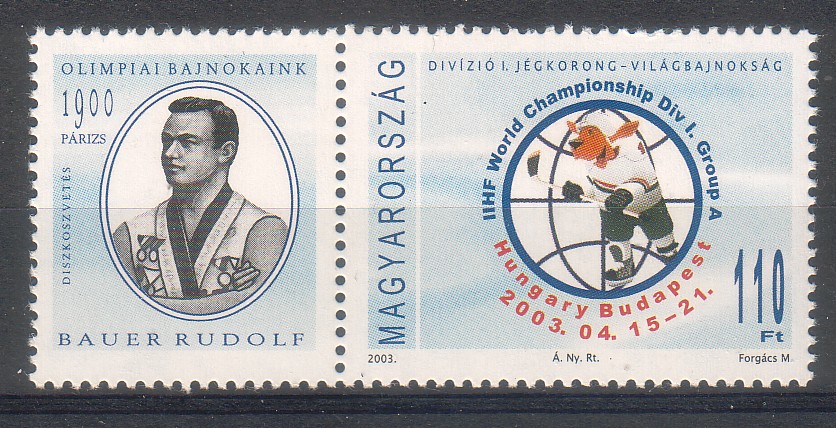 OLIMPIAI BAJNOKAINK
1900
PÁRIZS
DISZKOSZVETÉS
BAUER RUDOLF
MAGYARORSZÁG
DIVÍZIÓ I. JÉGKORONG–VILÁGBAJNOKSÁG
IIHF World Championship Div I. Group A
Hungary Budapest
2003. 04. 15–21.
110
Ft
2003.
Á. Ny. Rt.
Forgács M.